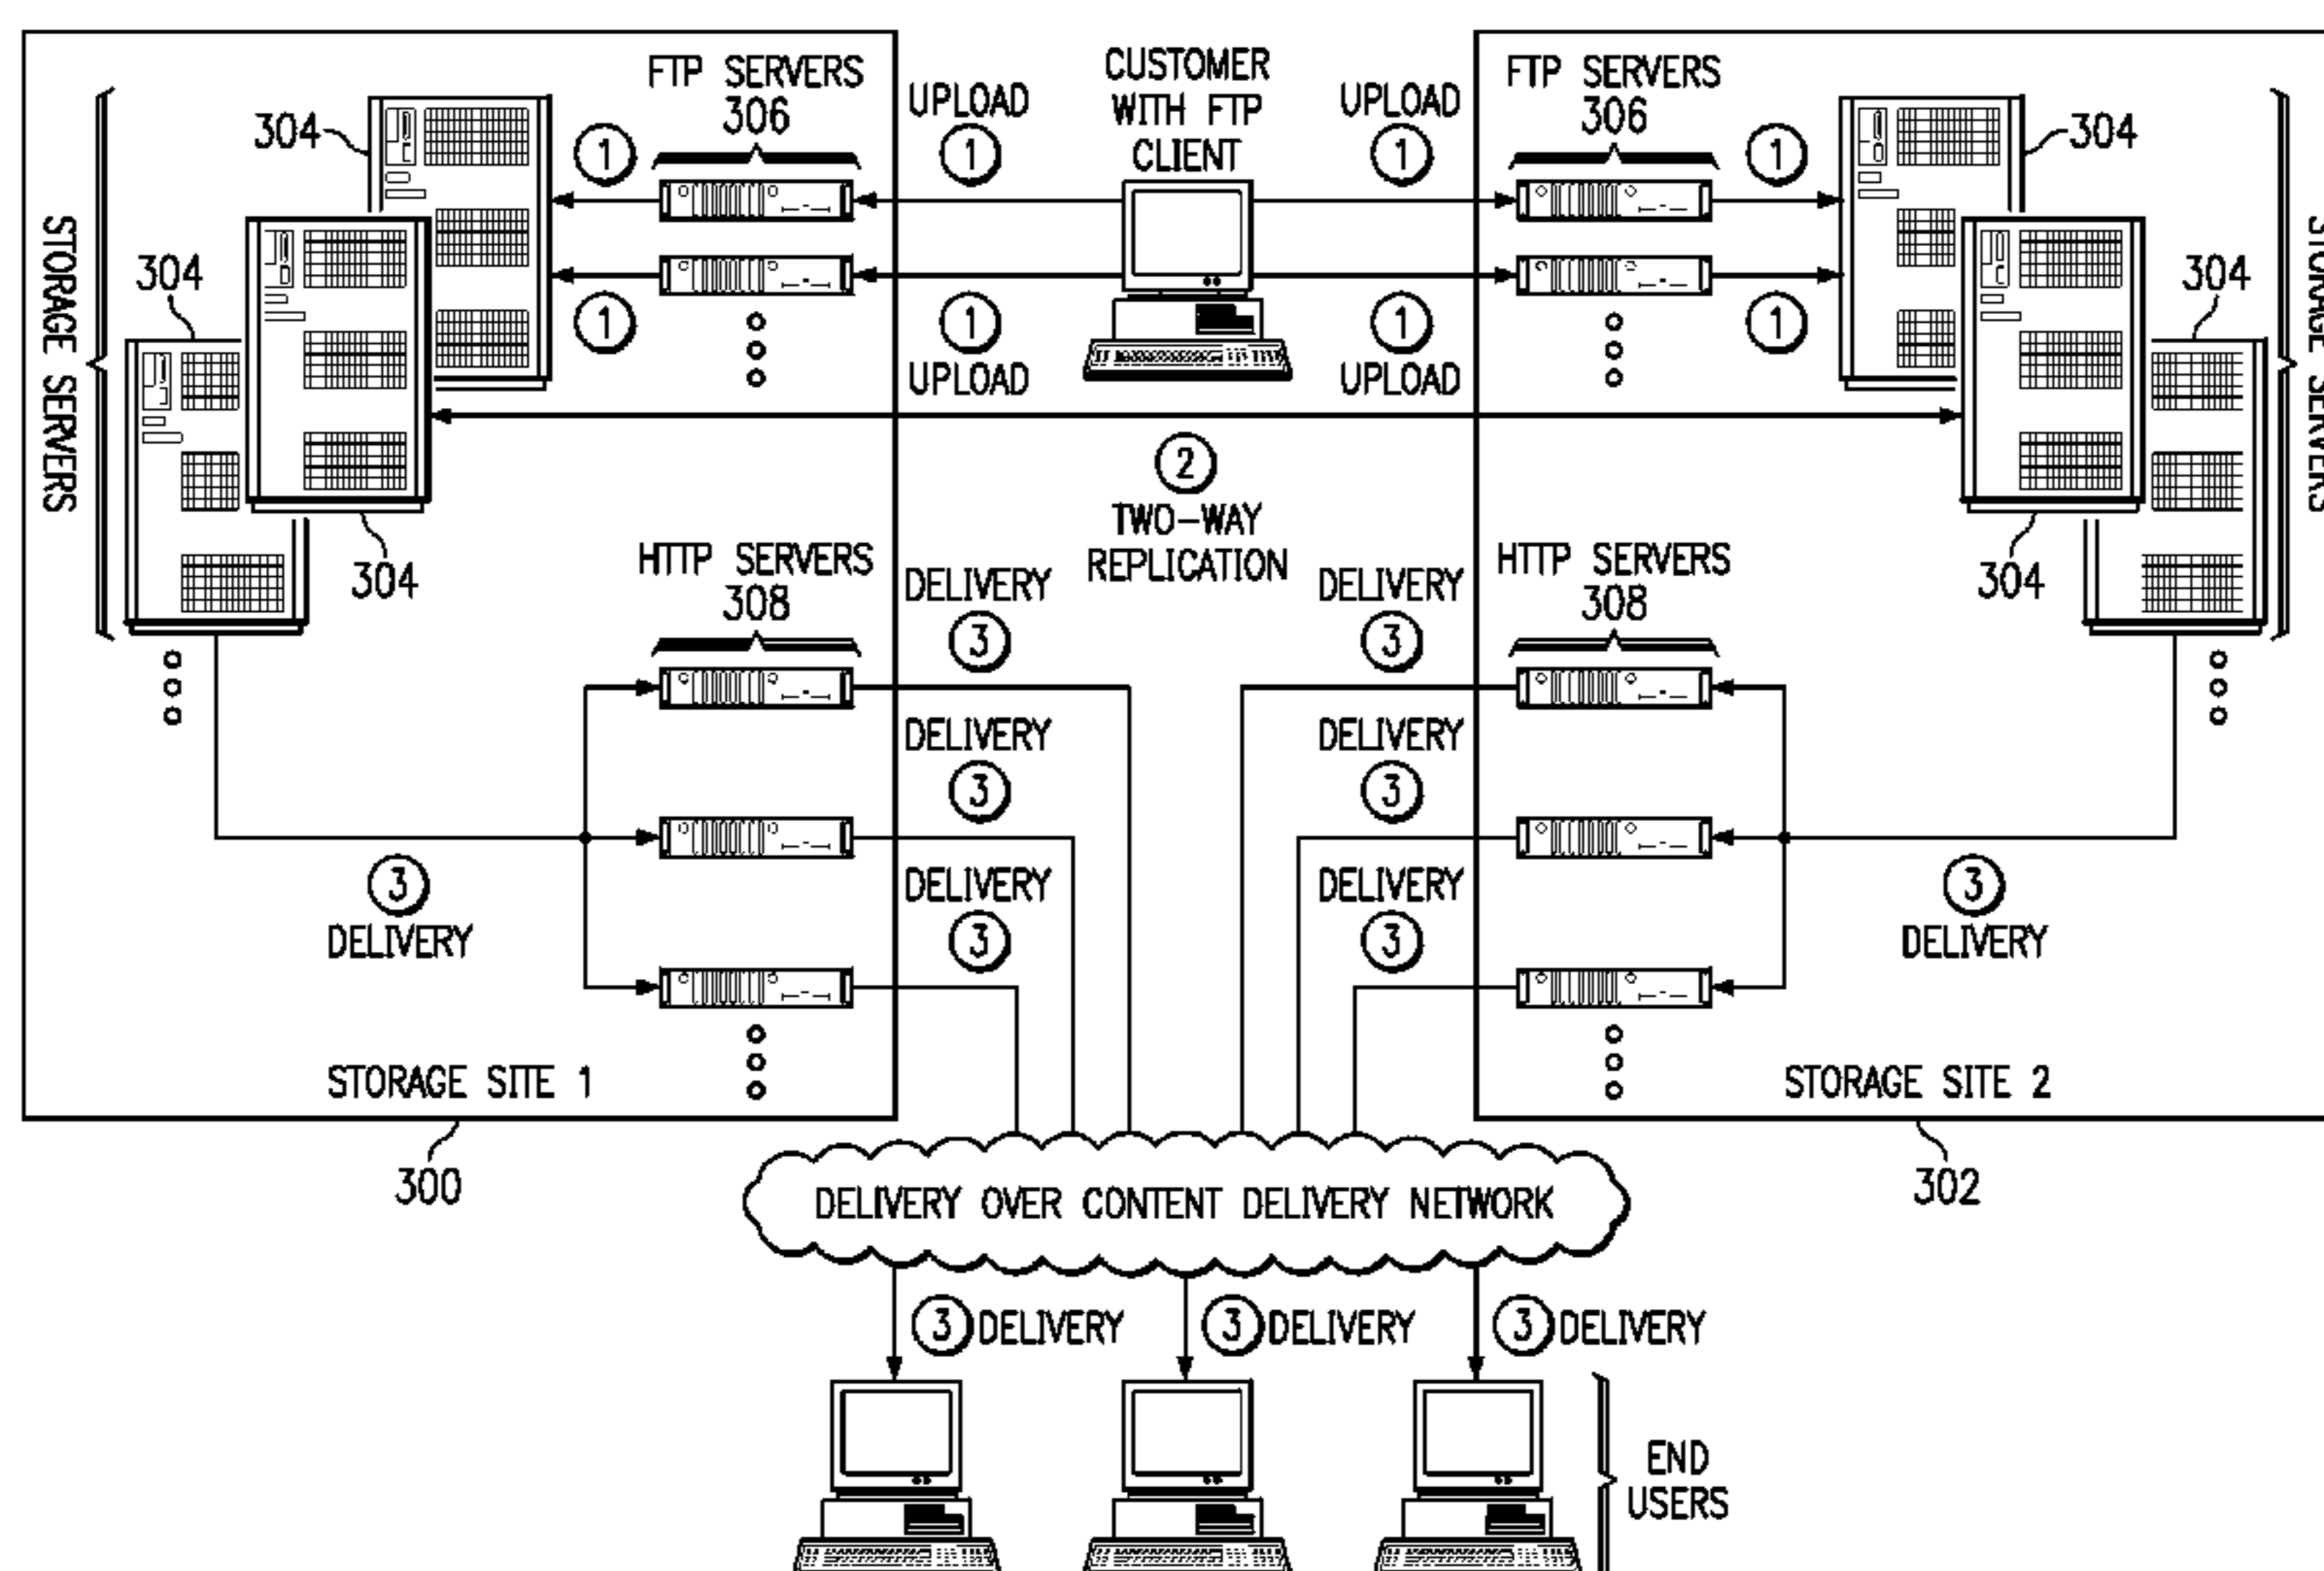 FTP SERVERS
306
UPLOAD
1
CUSTOMER
WITH FTP
CLIENT
UPLOAD
1
FTP SERVERS
306
304
1
1
304
STORAGE SERVERS
304
1
1
UPLOAD
1
UPLOAD
1
304
STORAGE SERVERS
2
TWO-WAY
REPLICATION
304
HTTP SERVERS
308
DELIVERY
3
DELIVERY
3
HTTP SERVERS
308
304
DELIVERY
3
DELIVERY
3
3
DELIVERY
DELIVERY
3
DELIVERY
3
3
DELIVERY
STORAGE SITE 1
STORAGE SITE 2
300
302
DELIVERY OVER CONTENT DELIVERY NETWORK
3 DELIVERY
3 DELIVERY
3 DELIVERY
END
USERS